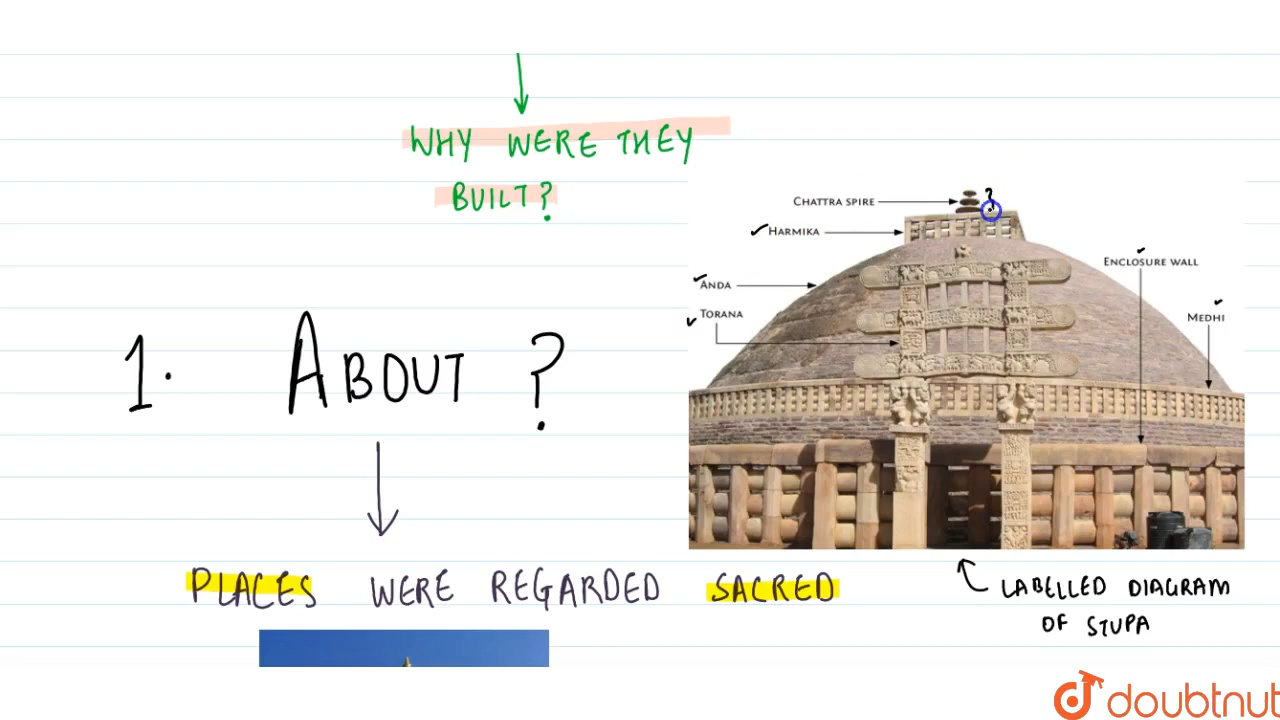 WHY WERE THEY
BUILT?
CHATTRA SPIRE
?
HARMIKA
ENCLOSURE WALL
ANDA
TORANA
MEDHI
1. ABOUT ?
PLACES WERE REGARDED SACRED
LABELLED DIAGRAM
OF STUPA
doubtnut